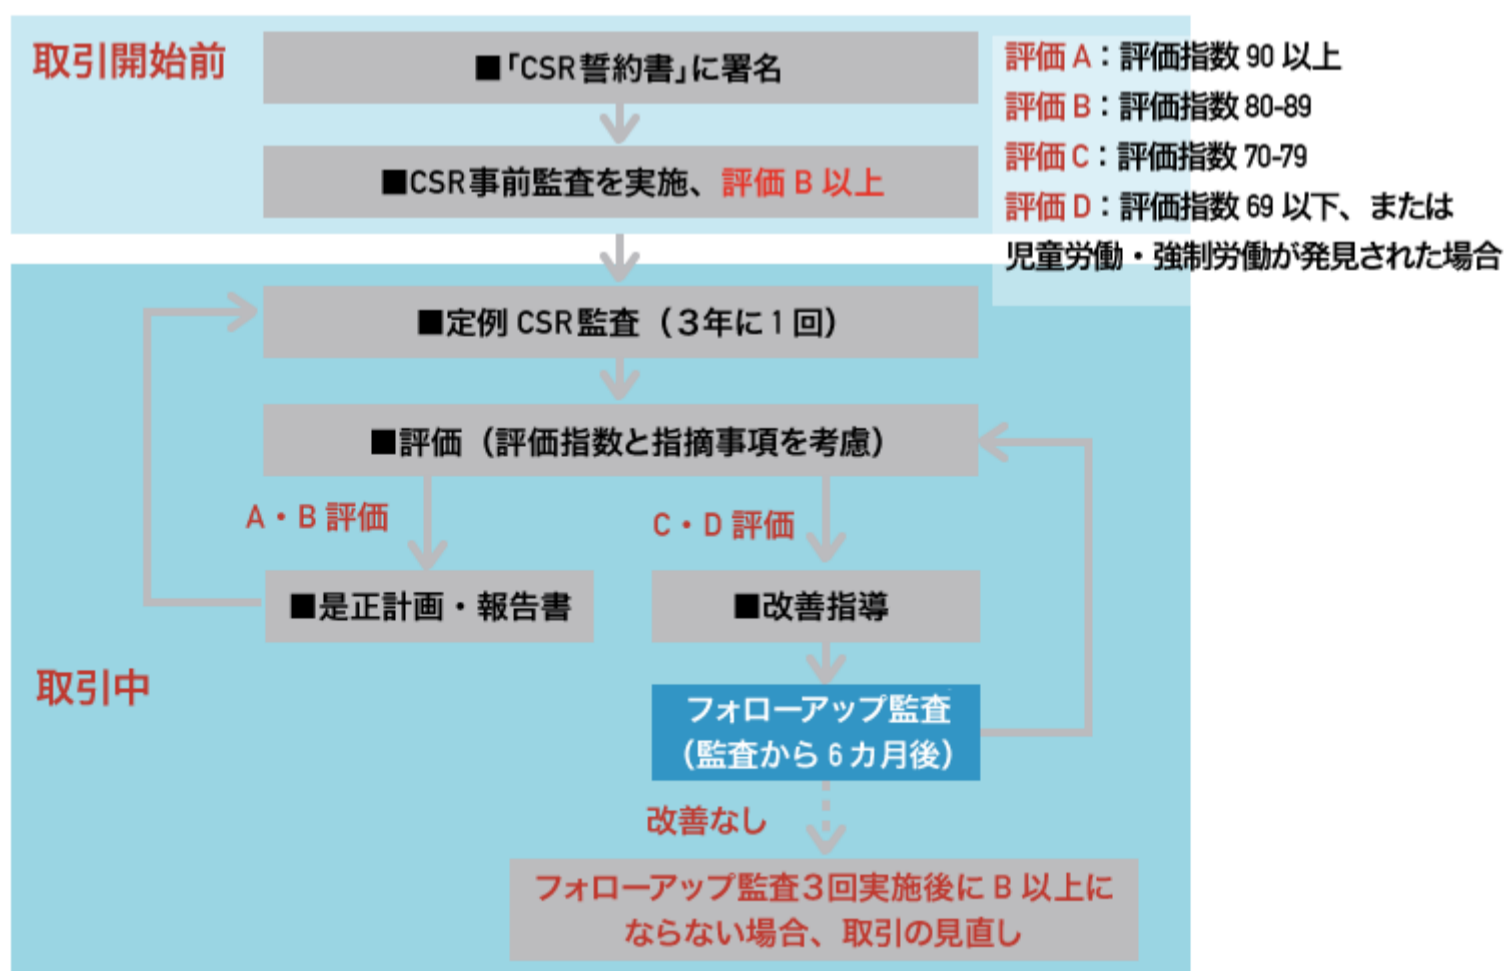 取引開始前
■「CSR誓約書」に署名
■CSR事前監査を実施、評価 B 以上
評価 A：評価指数 90 以上
評価 B：評価指数 80-89
評価 C：評価指数 70-79
評価 D：評価指数 69 以下、または
児童労働・強制労働が発見された場合
■定例 CSR監査（３年に 1 回）
■評価（評価指数と指摘事項を考慮）
A・B 評価
C・D 評価
■是正計画・報告書
■改善指導
取引中
フォローアップ監査
（監査から 6 カ月後）
改善なし
フォローアップ監査３回実施後に B 以上に
ならない場合、取引の見直し